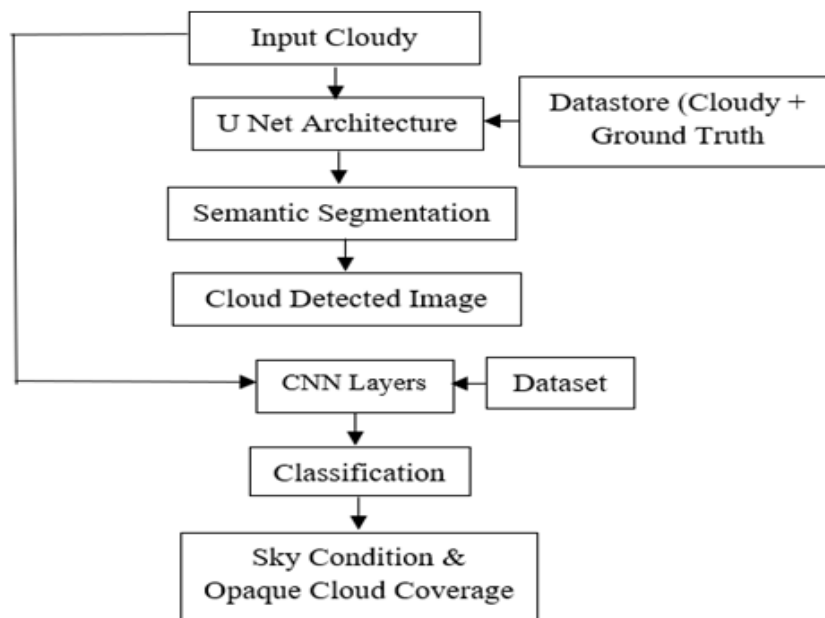 Input Cloudy
U Net Architecture
Datastore (Cloudy +
Ground Truth
Semantic Segmentation
Cloud Detected Image
CNN Layers
Dataset
Classification
Sky Condition &
Opaque Cloud Coverage